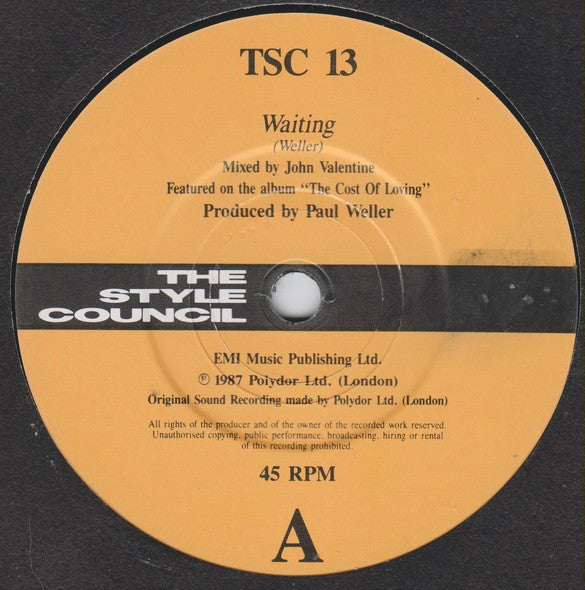 TSC 13
Waiting
(Weller)
Mixed by John Valentine
Featured on the album "The Cost Of Loving"
Produced by Paul Weller
THE
STYLE
COUNCIL
EMI Music Publishing Ltd.
℗ 1987 Polydor Ltd. (London)
Original Sound Recording made by Polydor Ltd. (London)
All rights of the producer and of the owner of the recorded work reserved.
Unauthorised copying, public performance, broadcasting, hiring or rental
of this recording prohibited.
45 RPM
A